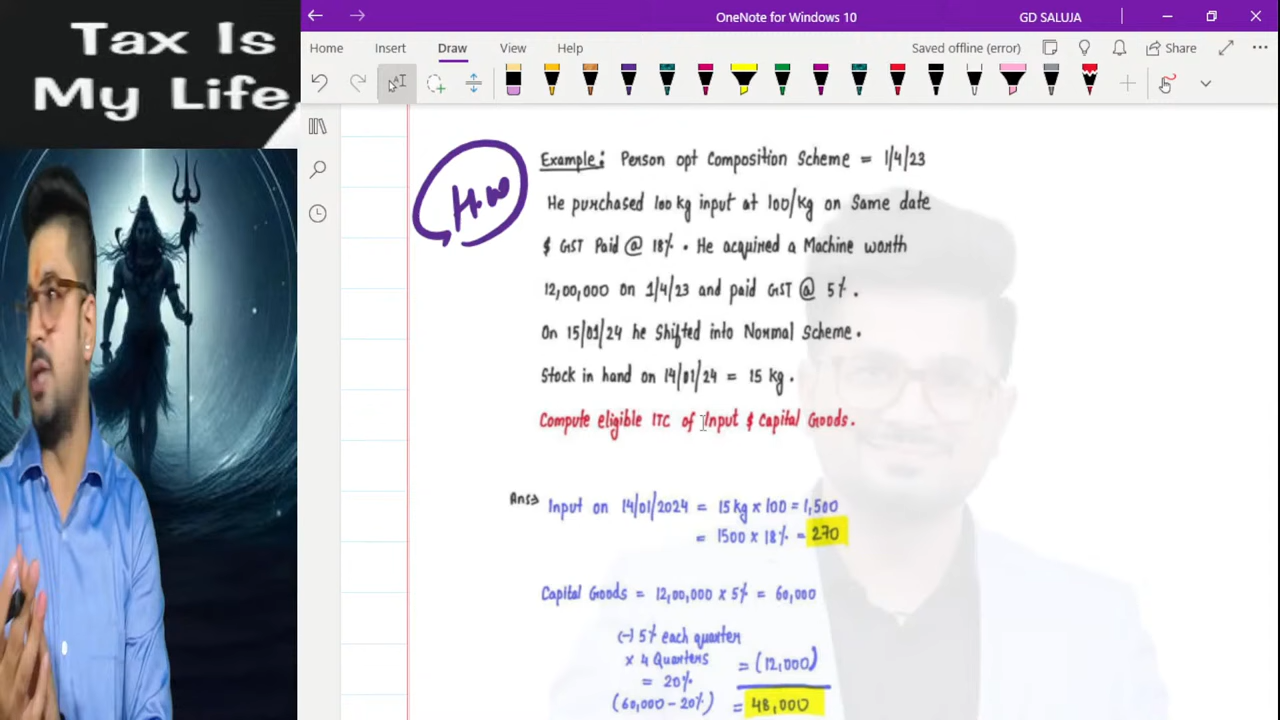 Tax Is
My Life
OneNote for Windows 10
GD SALUJA
Home Insert Draw View Help
Saved offline (error)
Share
H.W
Example: Person opt Composition Scheme = 1/4/23
He purchased 100 kg input at 100/kg on Same date
& GST Paid @ 18%. He acquired a Machine worth
12,00,000 on 1/4/23 and paid GST @ 5%.
On 15/01/24 he Shifted into Normal Scheme.
Stock in hand on 14/01/24 = 15 kg.
Compute eligible ITC of Input & Capital Goods.
Ans→ Input on 14/01/2024 = 15 kg x 100 = 1,500
= 1500 x 18% = 270
Capital Goods = 12,00,000 x 5% = 60,000
(-) 5% each quarter
x 4 Quarters = (12,000)
= 20%
(60,000 - 20%) = 48,000